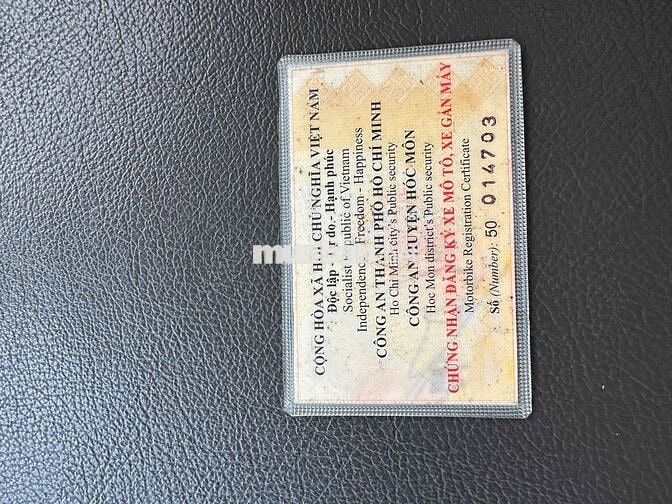 CỘNG HÒA XÃ HỘI CHỦ NGHĨA VIỆT NAM
Độc lập - Tự do - Hạnh phúc
Socialist Republic of Vietnam
Independence - Freedom - Happiness
CÔNG AN THÀNH PHỐ HỒ CHÍ MINH
Ho Chi Minh city's Public security
CÔNG AN HUYỆN HÓC MÔN
Hoc Mon district's Public security
CHỨNG NHẬN ĐĂNG KÝ XE MÔ TÔ, XE GẮN MÁY
Motorbike Registration Certificate
Số (Number): 50 014703